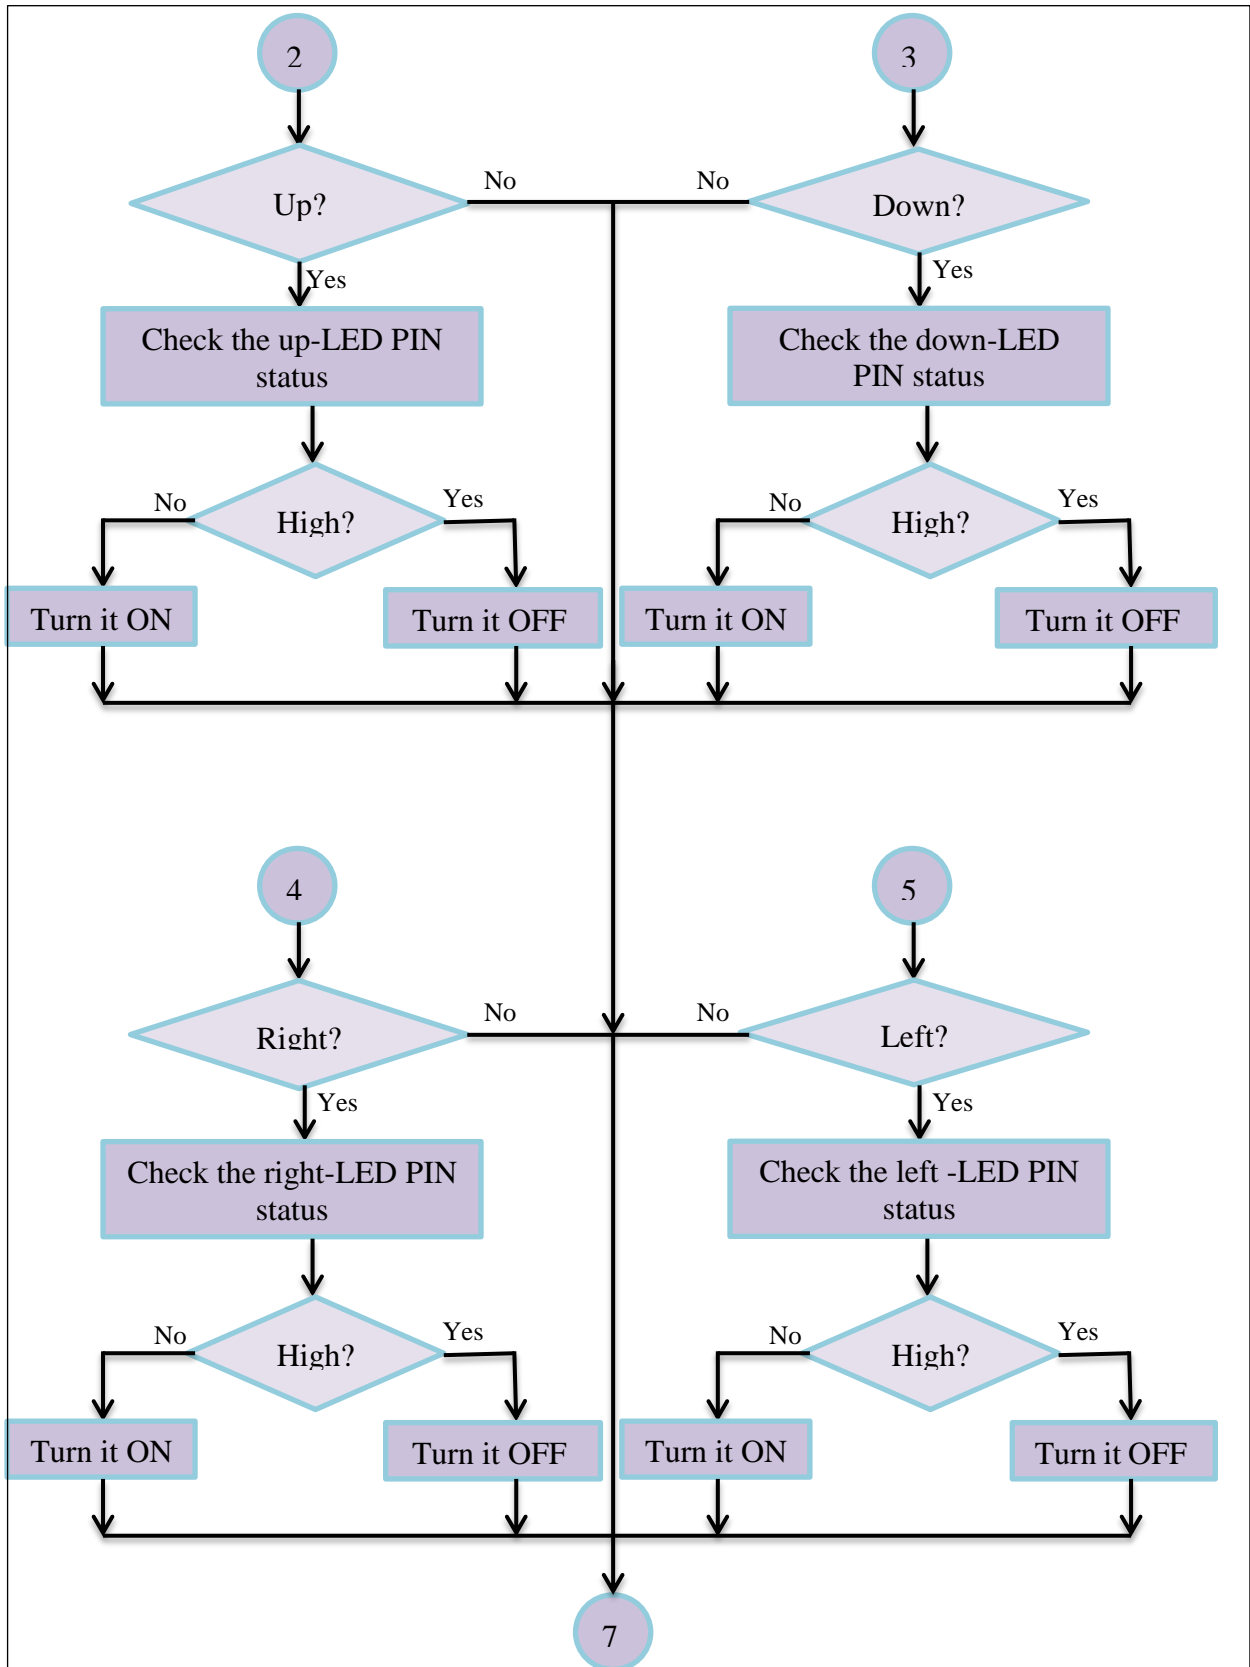 2
3
Up?
No
No
Down?
Yes
Yes
Check the up-LED PIN
status
Check the down-LED
PIN status
No
High?
Yes
No
High?
Yes
Turn it ON
Turn it OFF
Turn it ON
Turn it OFF
4
5
Right?
No
No
Left?
Yes
Yes
Check the right-LED PIN
status
Check the left -LED PIN
status
No
High?
Yes
No
High?
Yes
Turn it ON
Turn it OFF
Turn it ON
Turn it OFF
7